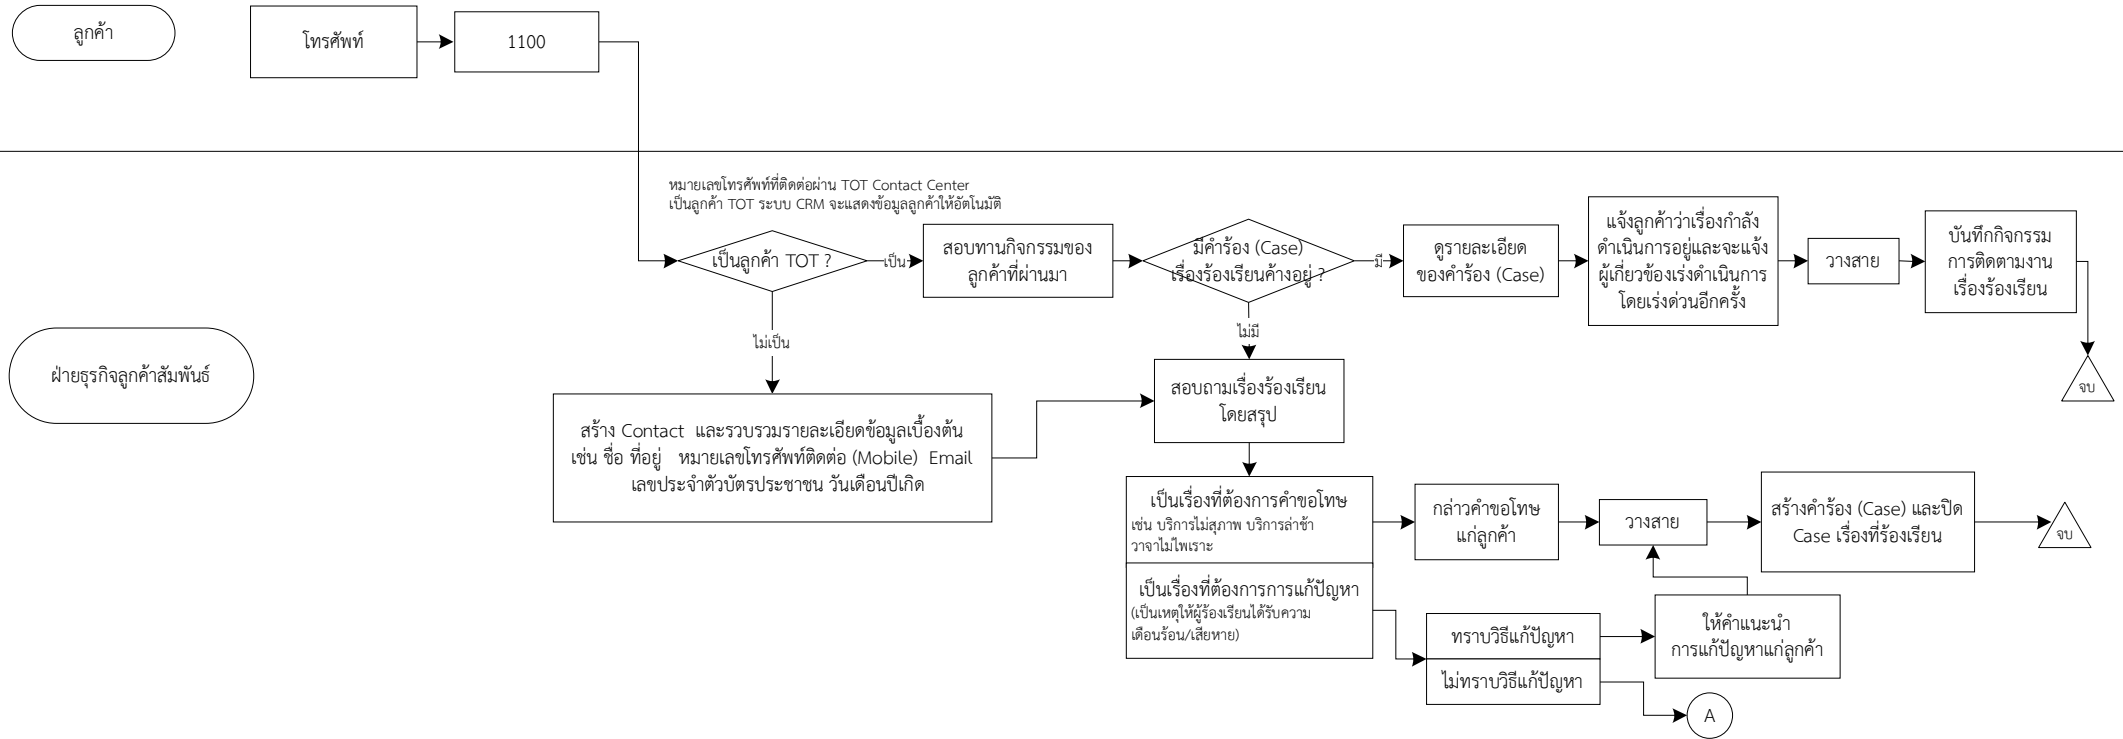 ลูกค้า
โทรศัพท์
1100
หมายเลขโทรศัพท์ที่ติดต่อผ่าน TOT Contact Center
เป็นลูกค้า TOT ระบบ CRM จะแสดงข้อมูลลูกค้าให้อัตโนมัติ
ฝ่ายธุรกิจลูกค้าสัมพันธ์
เป็นลูกค้า TOT ?
เป็น
สอบทานกิจกรรมของ
ลูกค้าที่ผ่านมา
มีคำร้อง (Case)
เรื่องร้องเรียนค้างอยู่ ?
มี
ดูรายละเอียด
ของคำร้อง (Case)
แจ้งลูกค้าว่าเรื่องกำลัง
ดำเนินการอยู่และจะแจ้ง
ผู้เกี่ยวข้องเร่งดำเนินการ
โดยเร่งด่วนอีกครั้ง
วางสาย
บันทึกกิจกรรม
การติดตามงาน
เรื่องร้องเรียน
จบ
ไม่เป็น
ไม่มี
สร้าง Contact และรวบรวมรายละเอียดข้อมูลเบื้องต้น
เช่น ชื่อ ที่อยู่ หมายเลขโทรศัพท์ติดต่อ (Mobile) Email
เลขประจำตัวบัตรประชาชน วันเดือนปีเกิด
สอบถามเรื่องร้องเรียน
โดยสรุป
เป็นเรื่องที่ต้องการคำขอโทษ
เช่น บริการไม่สุภาพ บริการล่าช้า
วาจาไม่ไพเราะ
กล่าวคำขอโทษ
แก่ลูกค้า
วางสาย
สร้างคำร้อง (Case) และปิด
Case เรื่องที่ร้องเรียน
จบ
เป็นเรื่องที่ต้องการการแก้ปัญหา
(เป็นเหตุให้ผู้ร้องเรียนได้รับความ
เดือนร้อน/เสียหาย)
ทราบวิธีแก้ปัญหา
ไม่ทราบวิธีแก้ปัญหา
ให้คำแนะนำ
การแก้ปัญหาแก่ลูกค้า
A